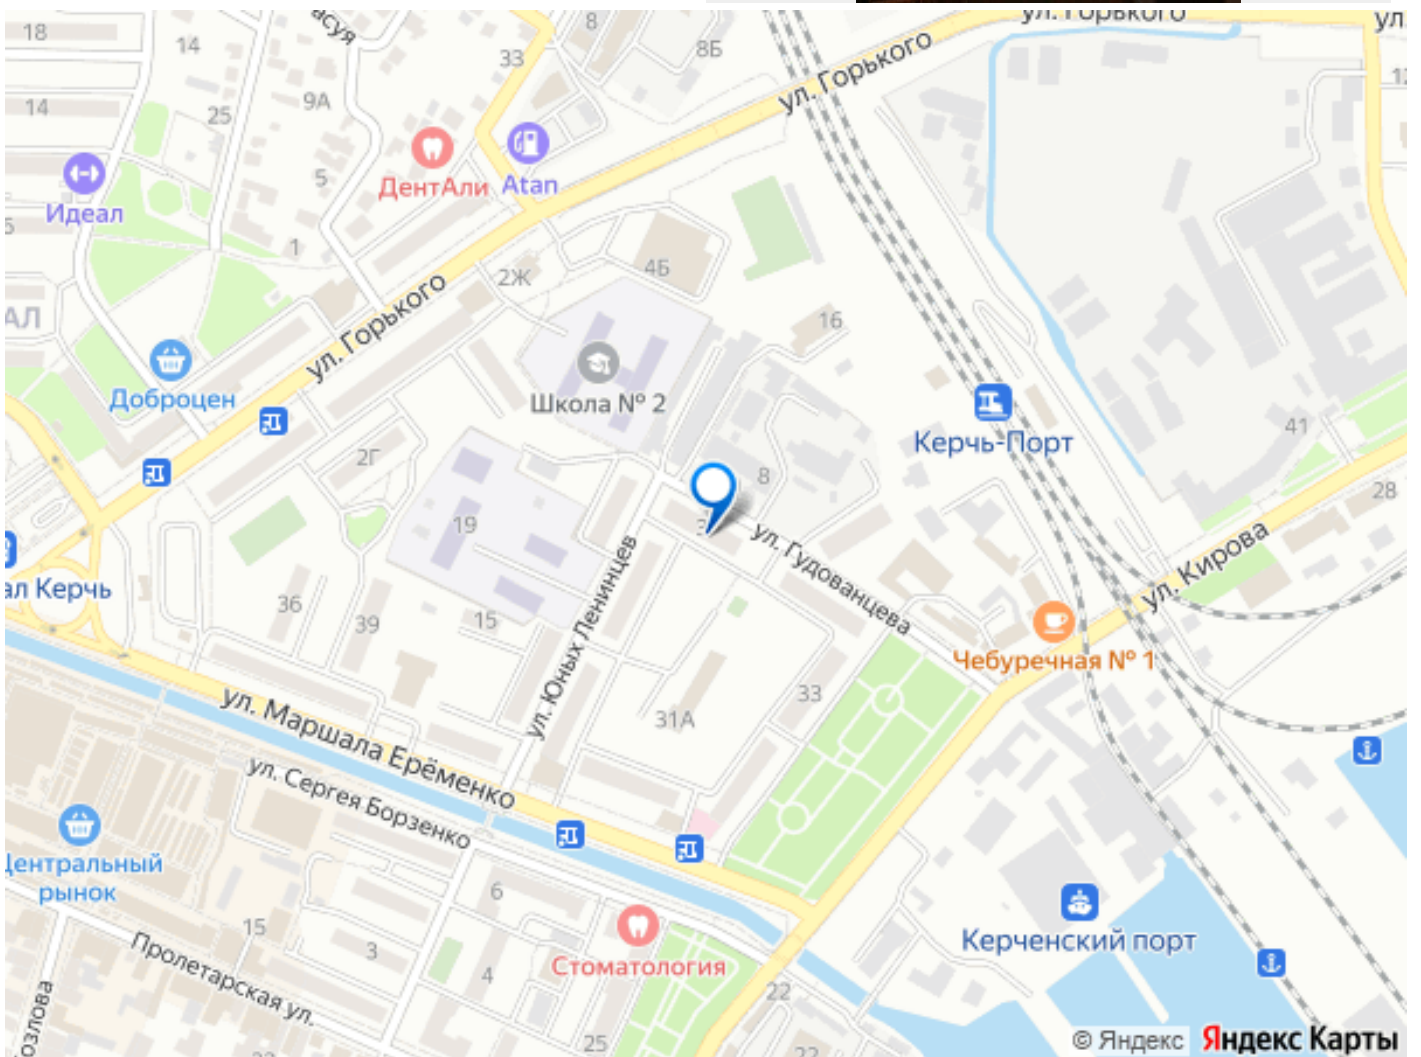 ул. Горького
18
14
8
8Б
33
ул. Горького
14
25
9А
ДентАли
Atan
5
Идеал
1
2Ж
4Б
ул. Горького
16
Доброцен
Школа № 2
Керчь-Порт
41
2Г
8
28
19
ул. Гудованцева
ул. Кирова
ул. Юных Ленинцев
36
39
15
Чебуречная № 1
33
31А
ул. Маршала Ерёменко
ул. Сергея Борзенко
Центральный
рынок
6
15
3
4
Стоматология
Керченский порт
Пролетарская ул.
22
25
22
© Яндекс Яндекс Карты